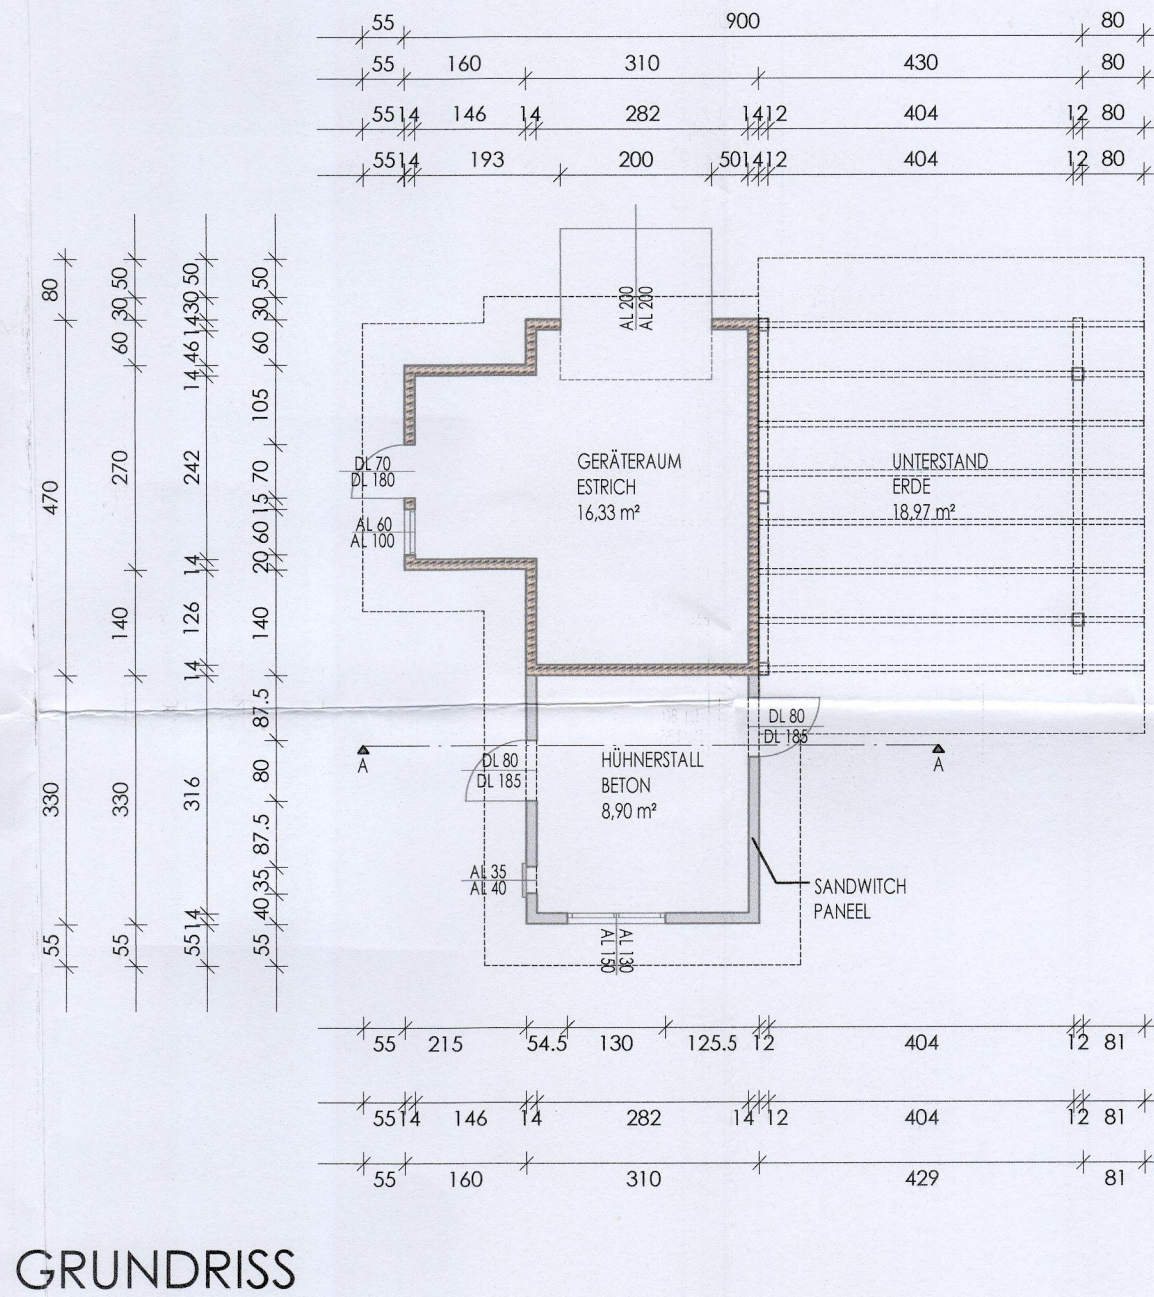 55 900 80
55 160 310 430 80
55 14 146 14 282 14 12 404 12 80
55 14 193 200 50 14 12 404 12 80
80 470 330 55
50 30 60 270 140 330 55
50 30 14 46 14 242 14 126 14 316 14 55
50 30 60 105 70 15 60 20 140 87.5 80 87.5 35 40 55
AL 200
AL 200
DL 70
DL 180
AL 60
AL 100
GERÄTERAUM
ESTRICH
16,33 m²
UNTERSTAND
ERDE
18,97 m²
DL 80
DL 185
A
DL 80
DL 185
HÜHNERSTALL
BETON
8,90 m²
A
AL 35
AL 40
SANDWITCH
PANEEL
AL 130
AL 150
55 215 54.5 130 125.5 12 404 12 81
55 14 146 14 282 14 12 404 12 81
55 160 310 429 81
GRUNDRISS